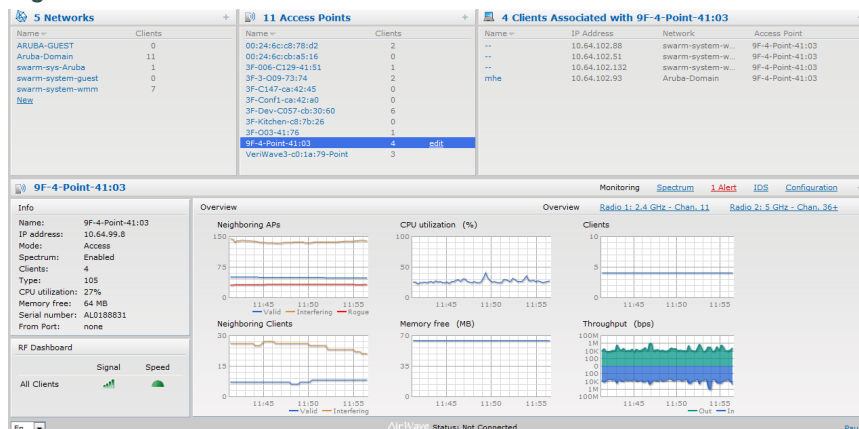 5 Networks +
Name Clients
ARUBA-GUEST 0
Aruba-Domain 11
swarm-sys-Aruba 1
swarm-system-guest 0
swarm-system-wmm 7
New
11 Access Points +
Name Clients
00:24:6c:c8:78:d2 2
00:24:6c:cb:a5:16 0
3F-006-C129-41:51 1
3F-3-O09-73:74 2
3F-C147-ca:42:45 0
3F-Conf1-ca:42:a0 0
3F-Dev-C057-cb:30:60 6
3F-Kitchen-c8:7b:26 0
3F-O03-41:76 1
9F-4-Point-41:03 4 edit
VeriWave3-c0:1a:79-Point 3
4 Clients Associated with 9F-4-Point-41:03
Name IP Address Network Access Point
-- 10.64.102.88 swarm-system-w... 9F-4-Point-41:03
-- 10.64.102.51 swarm-system-w... 9F-4-Point-41:03
-- 10.64.102.132 swarm-system-w... 9F-4-Point-41:03
mhe 10.64.102.93 Aruba-Domain 9F-4-Point-41:03
9F-4-Point-41:03 Monitoring Spectrum 1 Alert IDS Configuration
Info
Name: 9F-4-Point-41:03
IP address: 10.64.99.8
Mode: Access
Spectrum: Enabled
Clients: 4
Type: 105
CPU utilization: 27%
Memory free: 64 MB
Serial number: AL0188831
From Port: none
RF Dashboard
Signal Speed
All Clients
Overview Overview Radio 1: 2.4 GHz - Chan. 11 Radio 2: 5 GHz - Chan. 36+
Neighboring APs
150
75
0
11:45 11:50 11:55
Valid Interfering Rogue
CPU utilization (%)
100
50
0
11:45 11:50 11:55
Clients
10
5
0
11:45 11:50 11:55
Neighboring Clients
30
15
0
11:45 11:50 11:55
Valid Interfering
Memory free (MB)
70
35
0
11:45 11:50 11:55
Throughput (bps)
100M
1M
10K
100
0
100
10K
1M
100M
11:45 11:50 11:55
Out In
En
AirWave Status: Not Connected